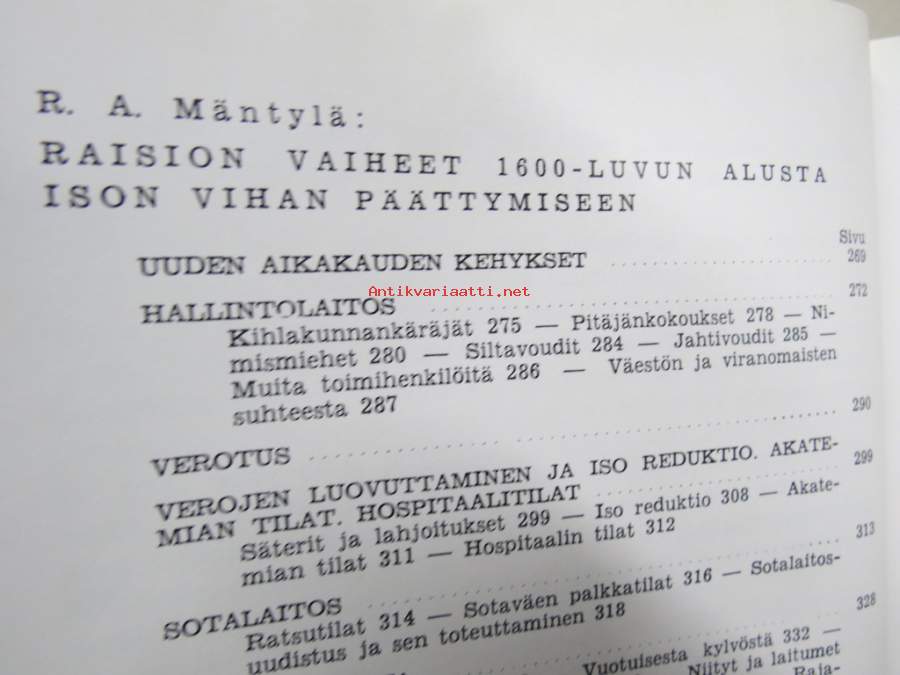 R. A. Mäntylä:
RAISION VAIHEET 1600-LUVUN ALUSTA
ISON VIHAN PÄÄTTYMISEEN
Sivu
UUDEN AIKAKAUDEN KEHYKSET 269
Antikvariaatti.net
HALLINTOLAITOS 272
Kihlakunnankäräjät 275 — Pitäjänkokoukset 278 — Ni-
mismiehet 280 — Siltavoudit 284 — Jahtivoudit 285 —
Muita toimihenkilöitä 286 — Väestön ja viranomaisten
suhteesta 287
VEROTUS 290
VEROJEN LUOVUTTAMINEN JA ISO REDUKTIO. AKATE-
MIAN TILAT. HOSPITAALITILAT 299
Säterit ja lahjoitukset 299 — Iso reduktio 308 — Akate-
mian tilat 311 — Hospitaalin tilat 312
SOTALAITOS 313
Ratsutilat 314 — Sotaväen palkkatilat 316 — Sotalaitos-
uudistus ja sen toteuttaminen 318
328
Vuotuisesta kylvöstä 332 —
Niityt ja laitumet
Raja-